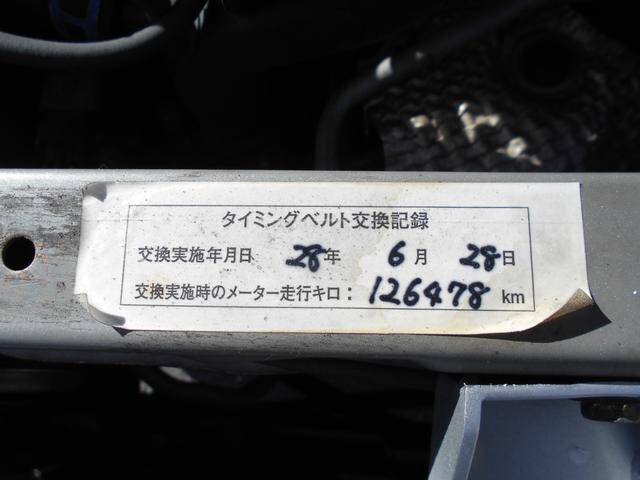 タイミングベルト交換記録
交換実施年月日 28年 6月 28日
交換実施時のメーター走行キロ： 126478 km